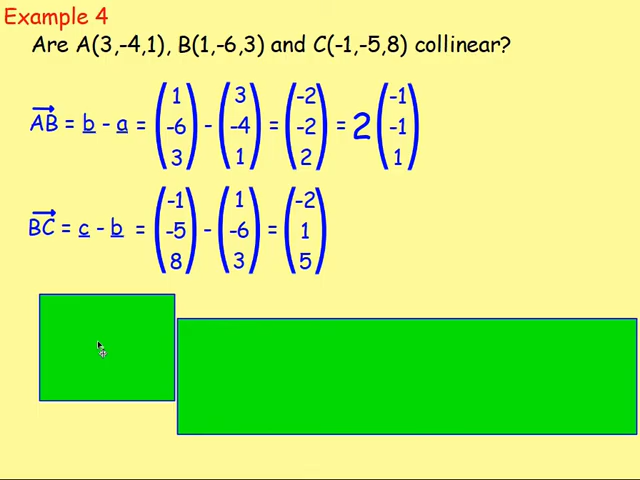 Example 4
Are A(3,-4,1), B(1,-6,3) and C(-1,-5,8) collinear?
AB = b - a = (1 -6 3) - (3 -4 1) = (-2 -2 2) = 2 (-1 -1 1)
BC = c - b = (-1 -5 8) - (1 -6 3) = (-2 1 5)